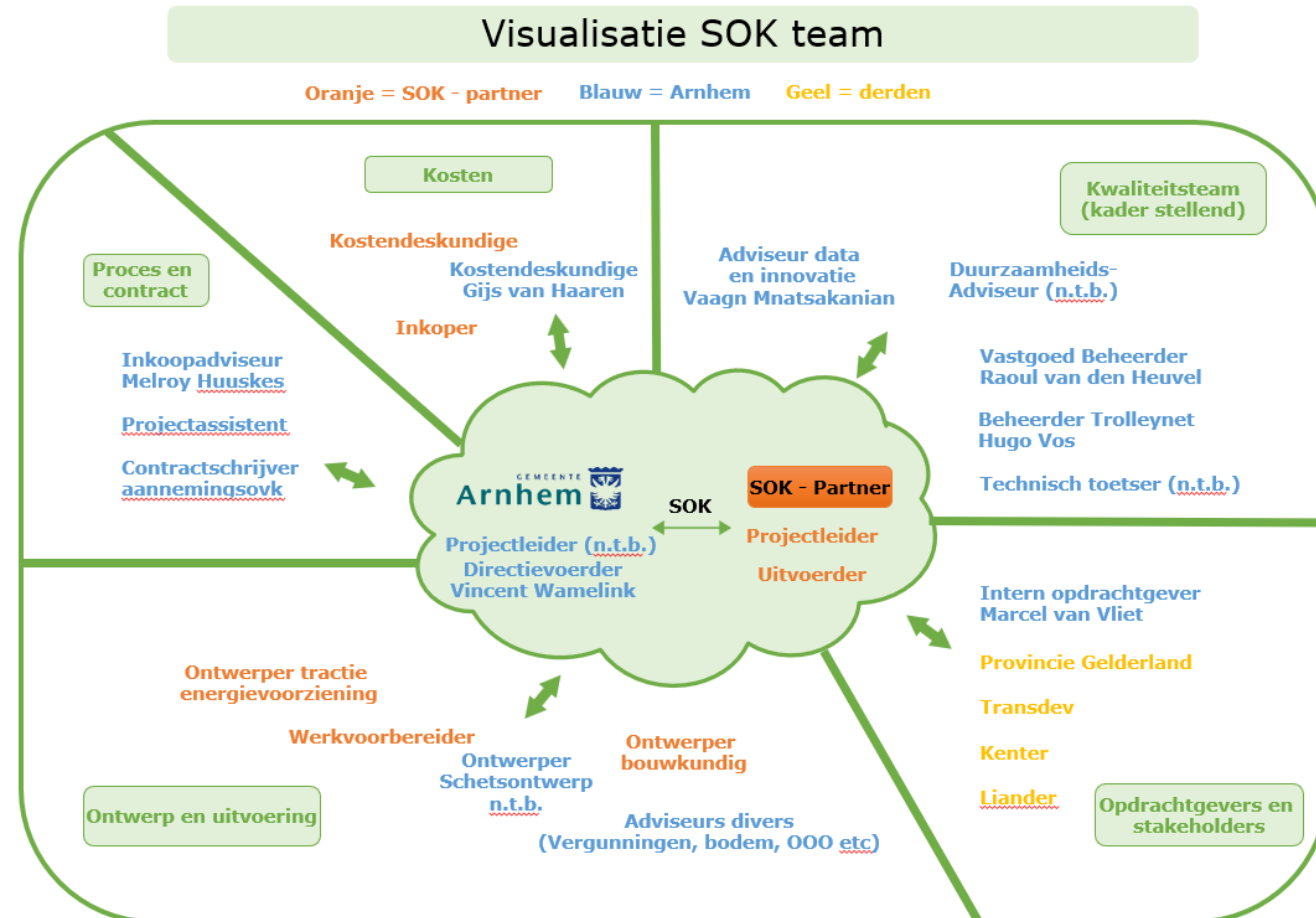 Visualisatie SOK team
Oranje = SOK - partner
Blauw = Arnhem
Geel = derden
Kosten
Kostendeskundige
Kostendeskundige
Gijs van Haaren
Inkoper
Kwaliteitsteam
(kader stellend)
Adviseur data
en innovatie
Vaagn Mnatsakanian
Duurzaamheids-
Adviseur (n.t.b.)
Vastgoed Beheerder
Raoul van den Heuvel
Beheerder Trolleynet
Hugo Vos
Technisch toetser (n.t.b.)
Proces en
contract
Inkoopadviseur
Melroy Huuskes
Projectassistent
Contractschrijver
aannemingsovk
GEMEENTE
Arnhem
Projectleider (n.t.b.)
Directievoerder
Vincent Wamelink
SOK
SOK - Partner
Projectleider
Uitvoerder
Intern opdrachtgever
Marcel van Vliet
Provincie Gelderland
Transdev
Kenter
Liander
Opdrachtgevers en
stakeholders
Ontwerper tractie
energievoorziening
Werkvoorbereider
Ontwerper
Schetsontwerp
n.t.b.
Ontwerper
bouwkundig
Adviseurs divers
(Vergunningen, bodem, OOO etc)
Ontwerp en uitvoering